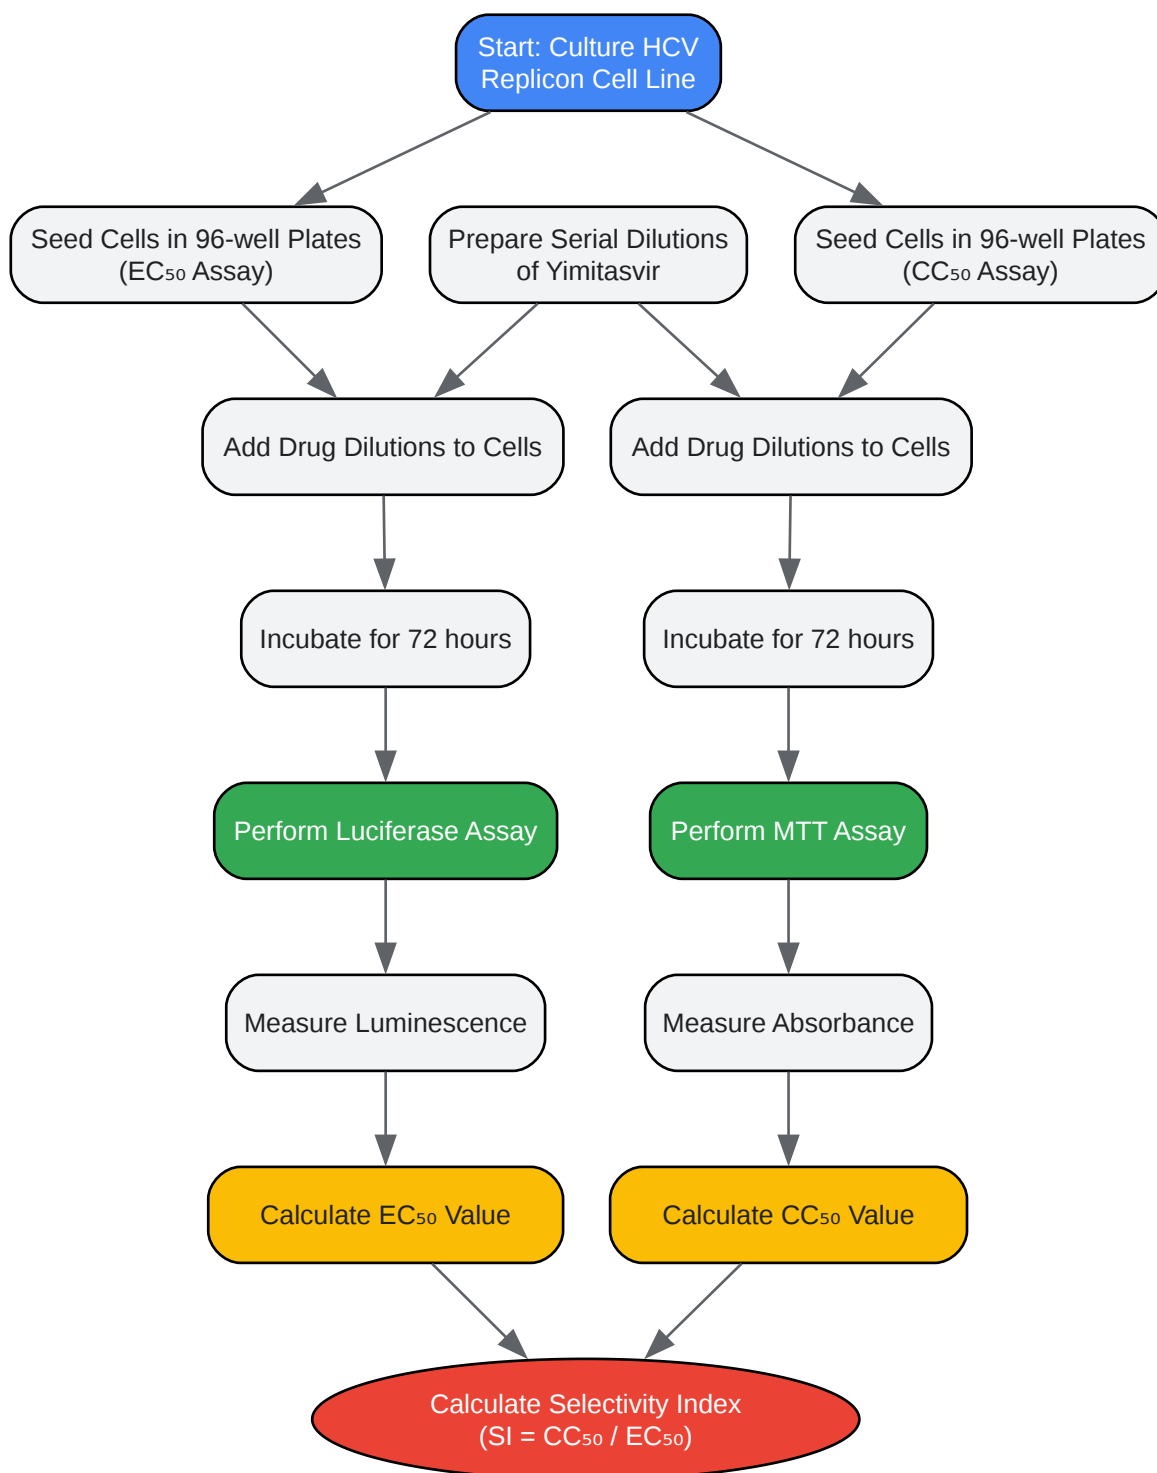 Start: Culture HCV
Replicon Cell Line
Seed Cells in 96-well Plates
(EC₅₀ Assay)
Prepare Serial Dilutions
of Yimitasvir
Seed Cells in 96-well Plates
(CC₅₀ Assay)
Add Drug Dilutions to Cells
Add Drug Dilutions to Cells
Incubate for 72 hours
Incubate for 72 hours
Perform Luciferase Assay
Perform MTT Assay
Measure Luminescence
Measure Absorbance
Calculate EC₅₀ Value
Calculate CC₅₀ Value
Calculate Selectivity Index
(SI = CC₅₀ / EC₅₀)